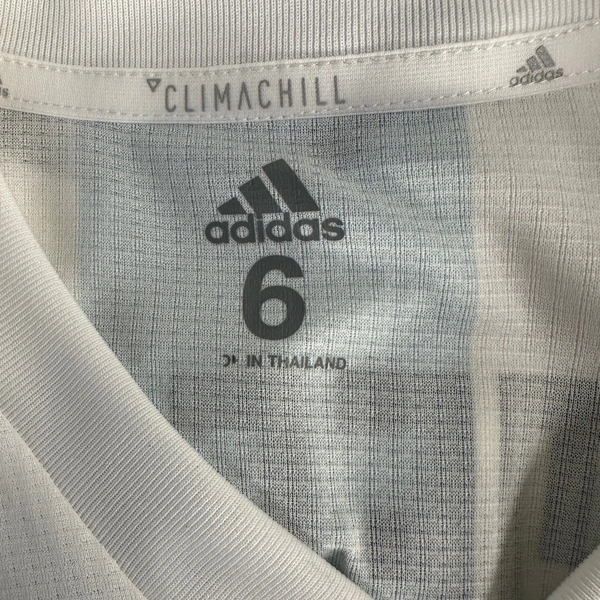 CLIMACHILL
adidas
adidas
6
IN THAILAND